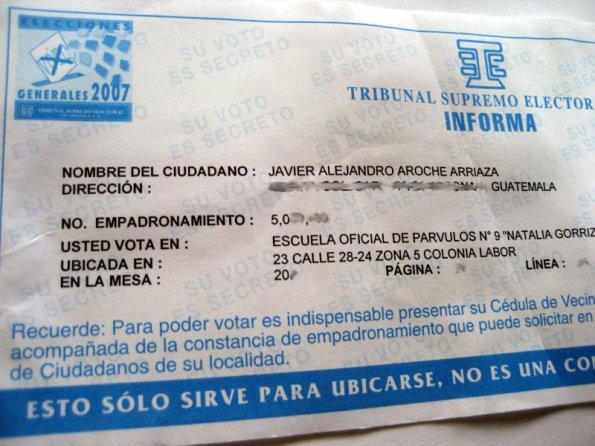 ELECCIONES
GENERALES 2007
TRIBUNAL SUPREMO ELECTORAL
TRIBUNAL SUPREMO ELECTOR
INFORMA
SU VOTO
ES SECRETO
NOMBRE DEL CIUDADANO : JAVIER ALEJANDRO AROCHE ARRIAZA
DIRECCIÓN : GUATEMALA
NO. EMPADRONAMIENTO : 5,0
USTED VOTA EN : ESCUELA OFICIAL DE PARVULOS N° 9 "NATALIA GORRIZ
UBICADA EN : 23 CALLE 28-24 ZONA 5 COLONIA LABOR
EN LA MESA : 20 PÁGINA : LÍNEA :
Recuerde: Para poder votar es indispensable presentar su Cédula de Vecin
acompañada de la constancia de empadronamiento que puede solicitar en
de Ciudadanos de su localidad.
ESTO SÓLO SIRVE PARA UBICARSE, NO ES UNA CO